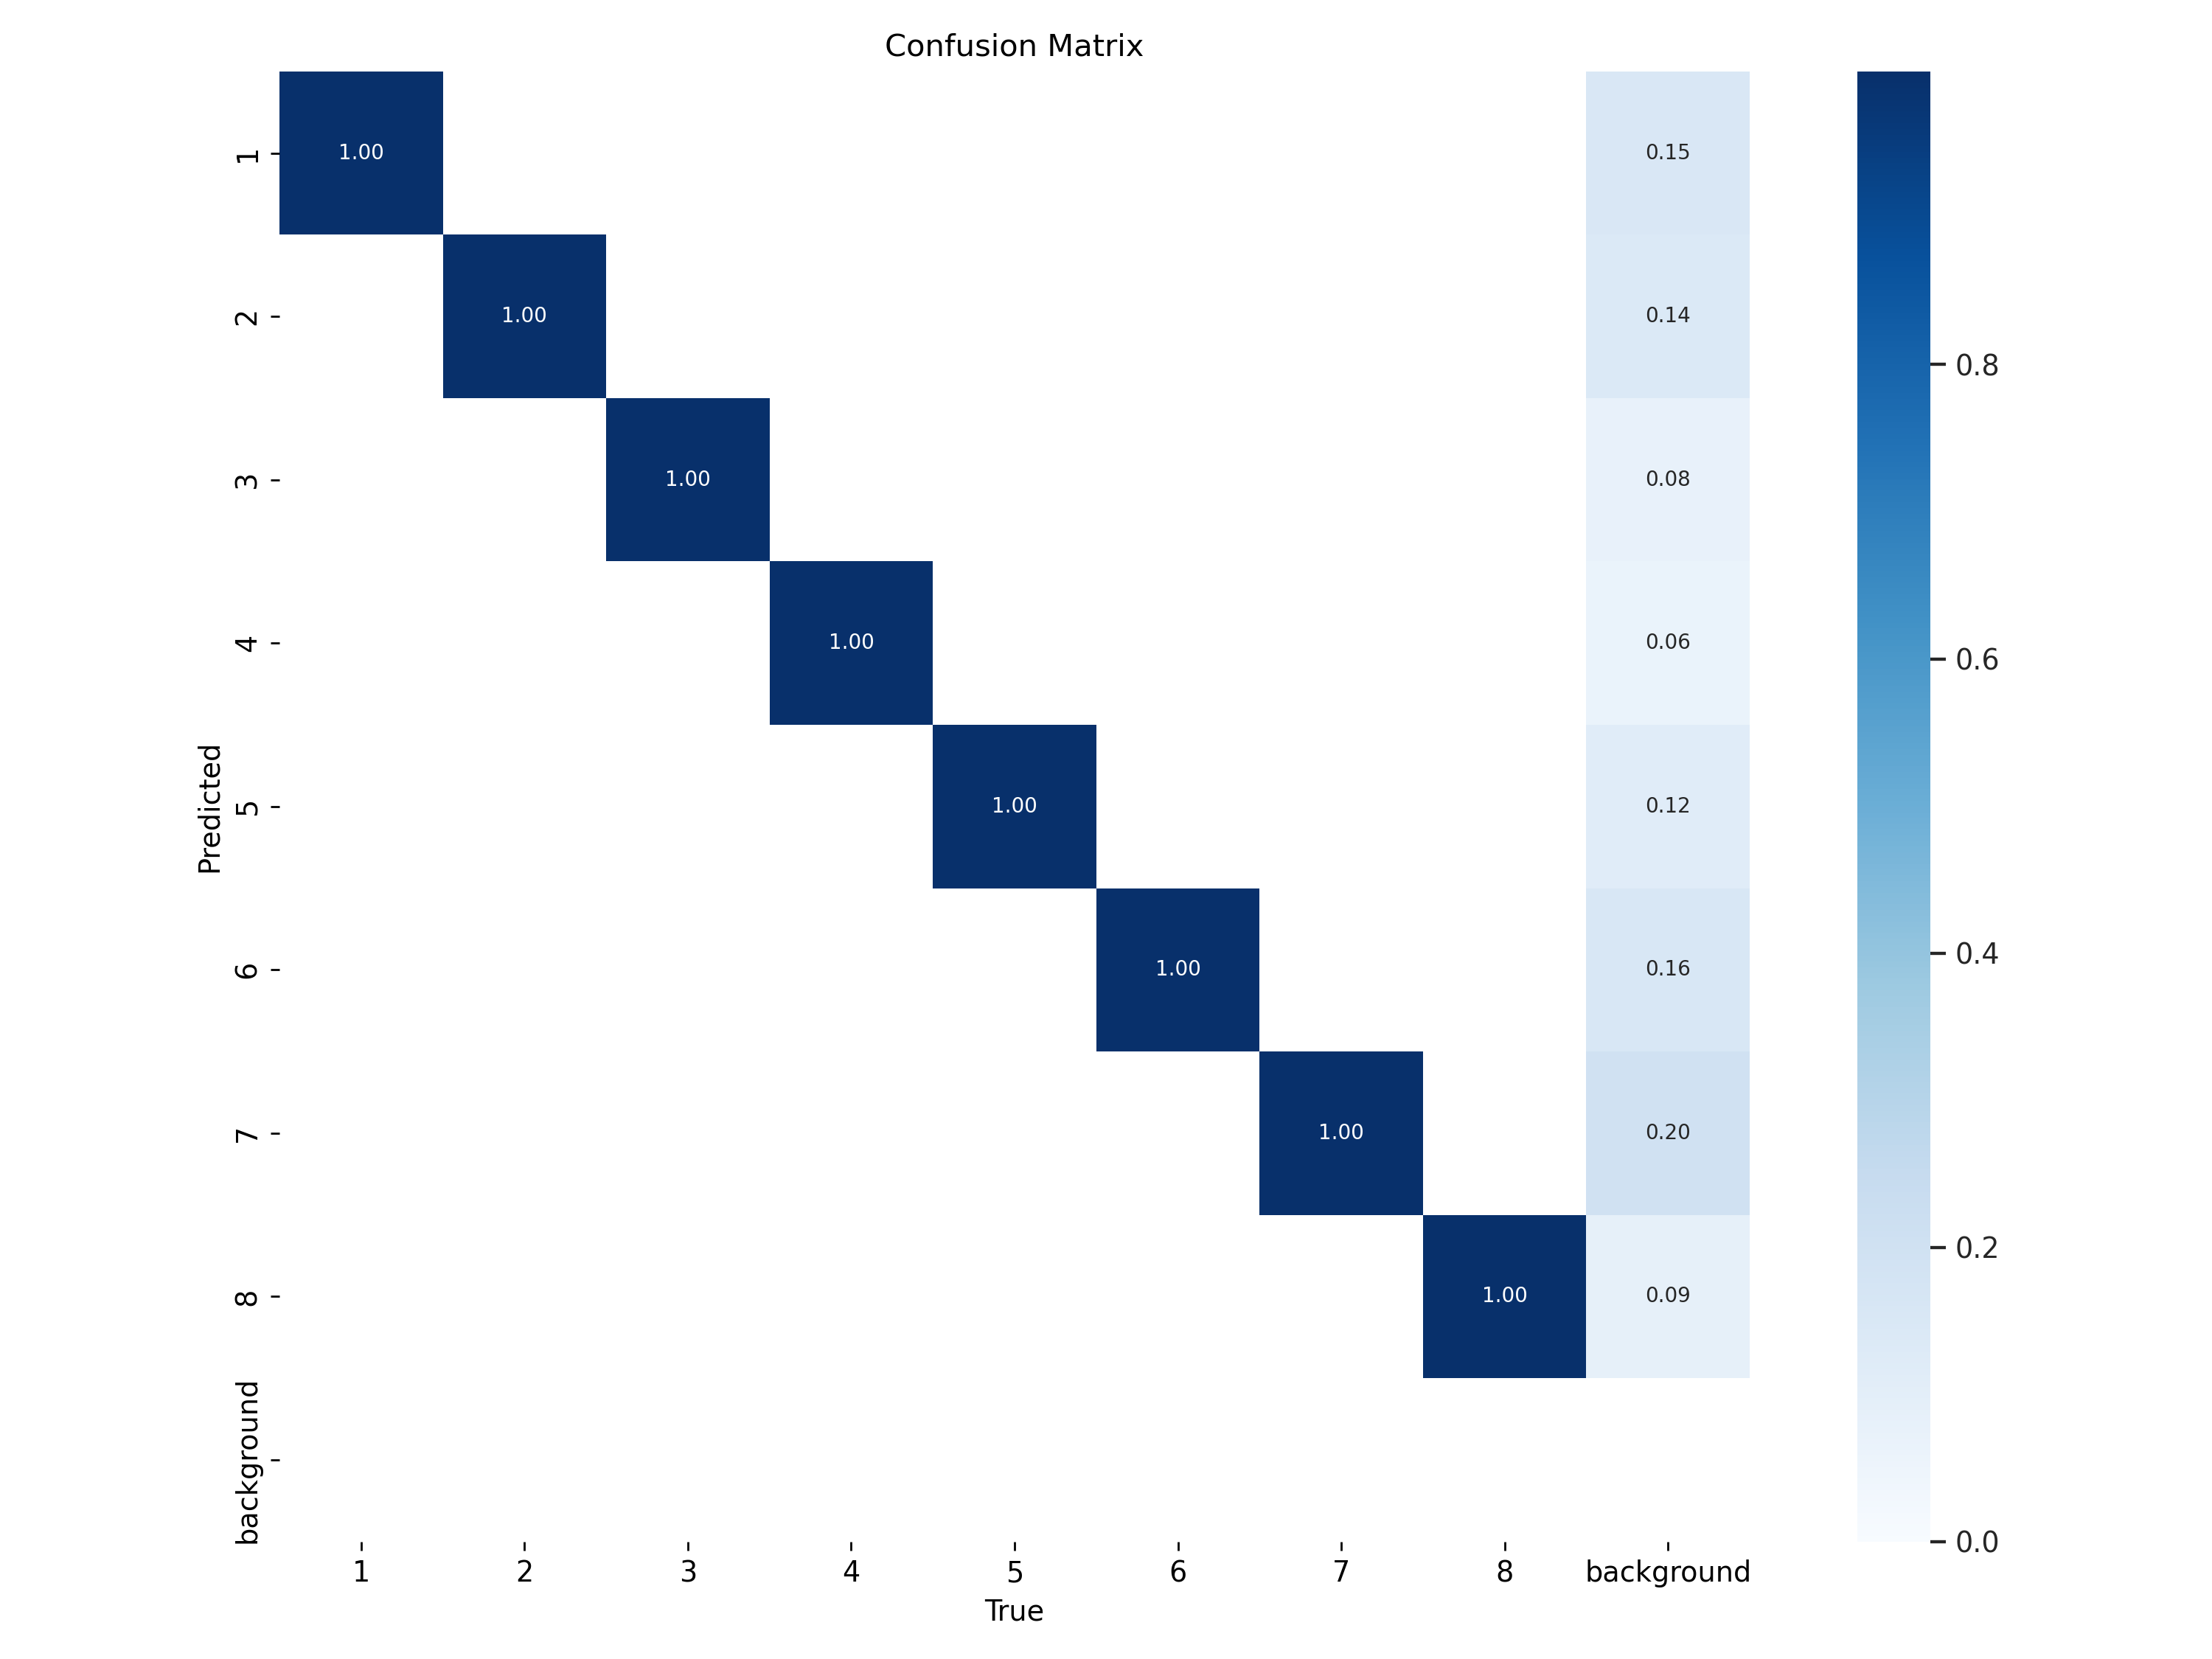 Confusion Matrix
1 1.00 0.15
2 1.00 0.14
3 1.00 0.08
4 1.00 0.06
5 1.00 0.12
6 1.00 0.16
7 1.00 0.20
8 1.00 0.09
background
Predicted
1 2 3 4 5 6 7 8 background
True
0.8
0.6
0.4
0.2
0.0